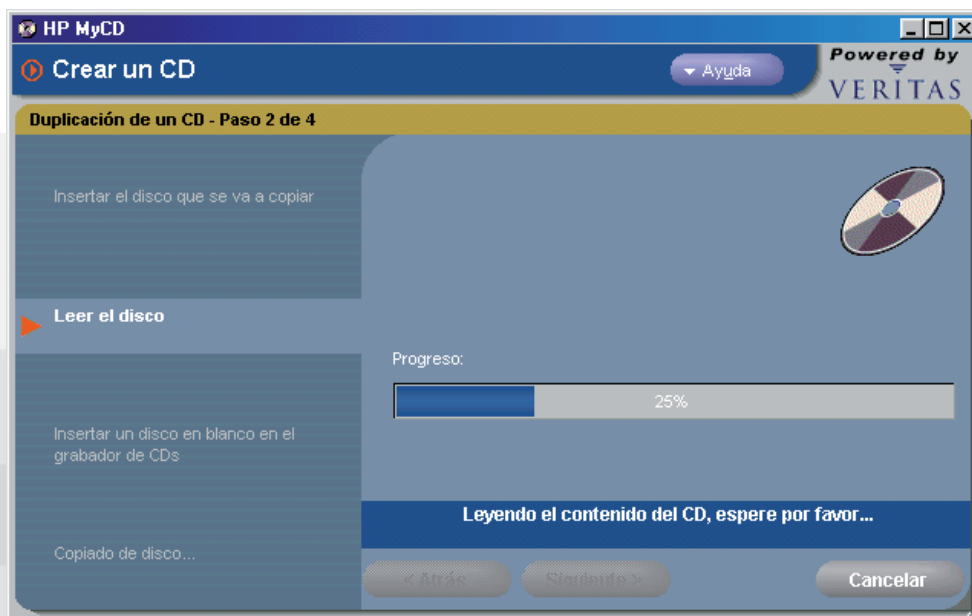 HP MyCD
Crear un CD
Ayuda
Powered by
VERITAS
Duplicación de un CD - Paso 2 de 4
Insertar el disco que se va a copiar
Leer el disco
Progreso:
25%
Insertar un disco en blanco en el
grabador de CDs
Leyendo el contenido del CD, espere por favor...
Copiado de disco...
< Atrás
Siguiente >
Cancelar